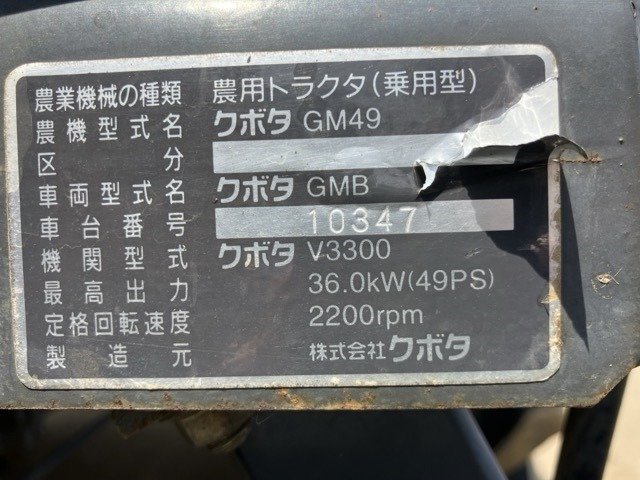 農業機械の種類 農用トラクタ(乗用型)
農機型式名 クボタ GM49
区分
車両型式名 クボタ GMB
車台番号 10347
機関型式 クボタ V3300
最高出力 36.0kW(49PS)
定格回転速度 2200rpm
製造元 株式会社クボタ